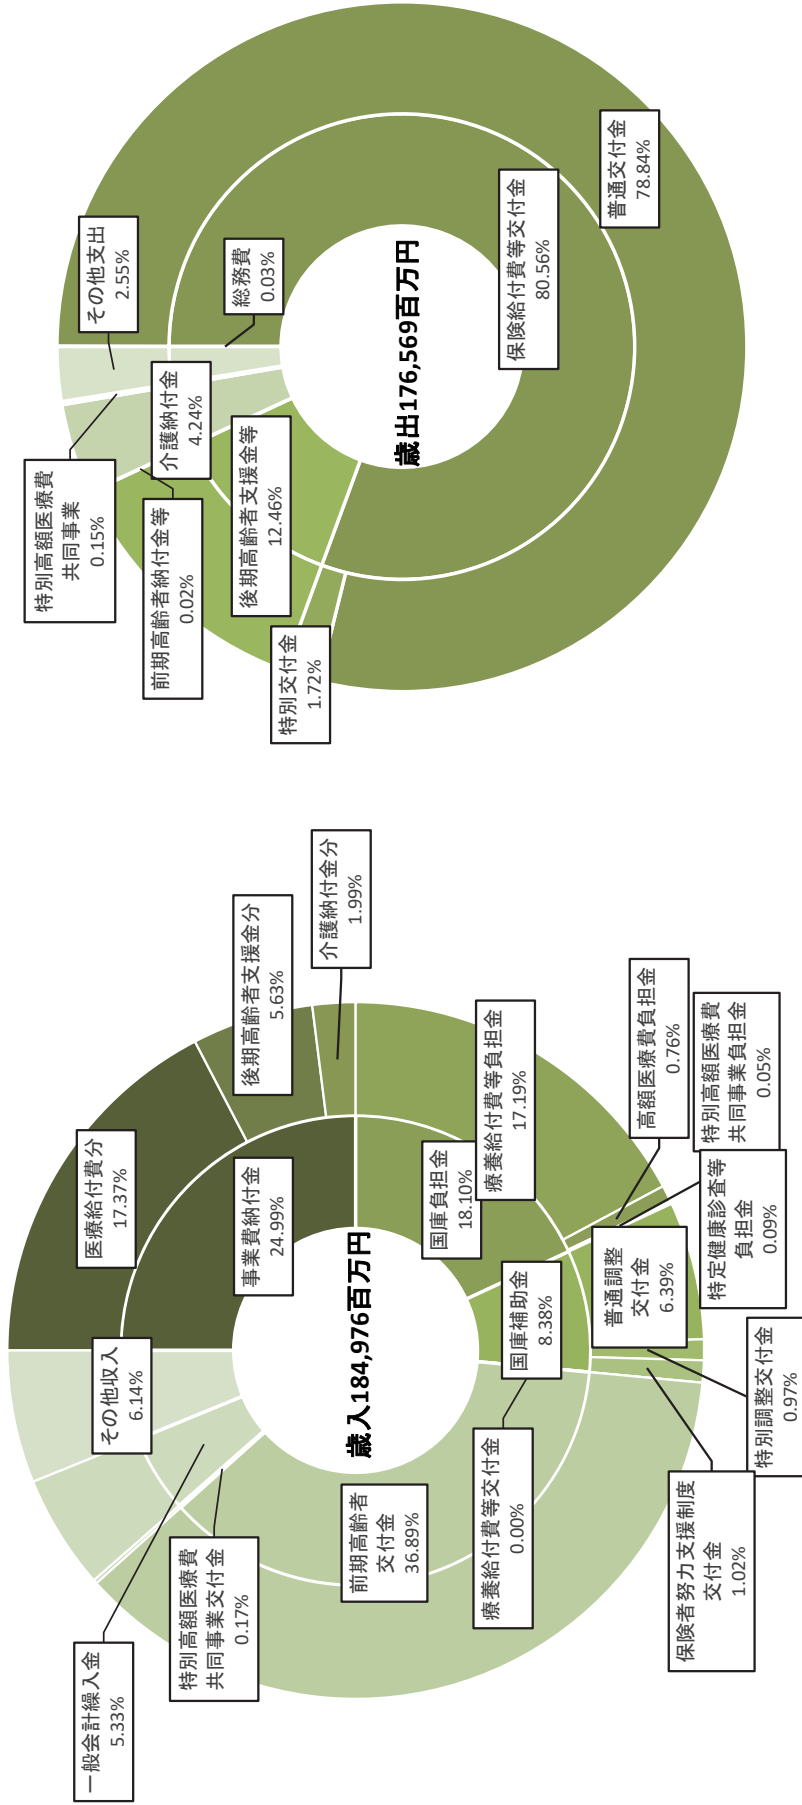 歳入184,976百万円
事業費納付金
24.99%
医療給付費分
17.37%
後期高齢者支援金分
5.63%
介護納付金分
1.99%
国庫負担金
18.10%
療養給付費等負担金
17.19%
高額医療費負担金
0.76%
特別高額医療費
共同事業負担金
0.05%
特定健康診査等
負担金
0.09%
国庫補助金
8.38%
普通調整
交付金
6.39%
特別調整交付金
0.97%
保険者努力支援制度
交付金
1.02%
療養給付費等交付金
0.00%
前期高齢者
交付金
36.89%
特別高額医療費
共同事業交付金
0.17%
一般会計繰入金
5.33%
その他収入
6.14%
歳出176,569百万円
総務費
0.03%
保険給付費等交付金
80.56%
普通交付金
78.84%
特別交付金
1.72%
後期高齢者支援金等
12.46%
前期高齢者納付金等
0.02%
介護納付金
4.24%
特別高額医療費
共同事業
0.15%
その他支出
2.55%